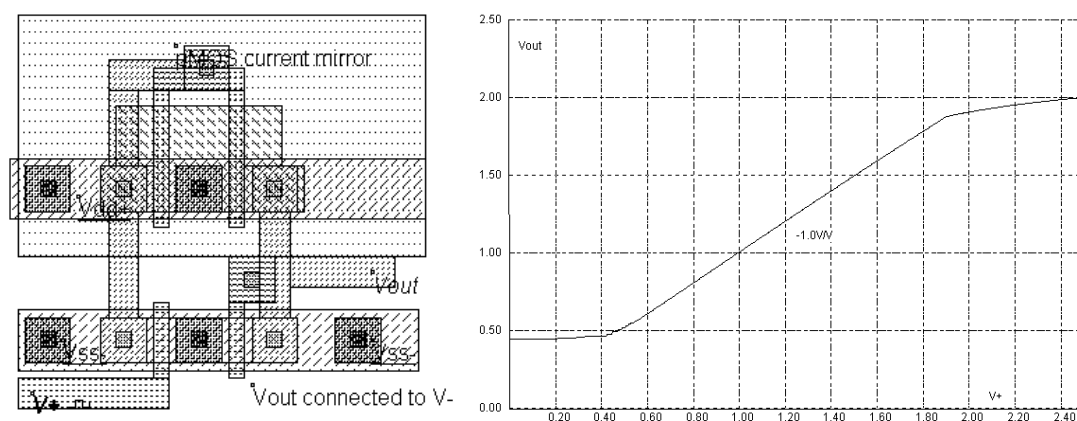 pMOS current mirror
Vdd+
Vout
Vss-
Vss-
V+
Vout connected to V-
2.50
Vout
2.00
1.50
-1.0V/V
1.00
0.50
V+
0.00
0.20 0.40 0.60 0.80 1.00 1.20 1.40 1.60 1.80 2.00 2.20 2.40